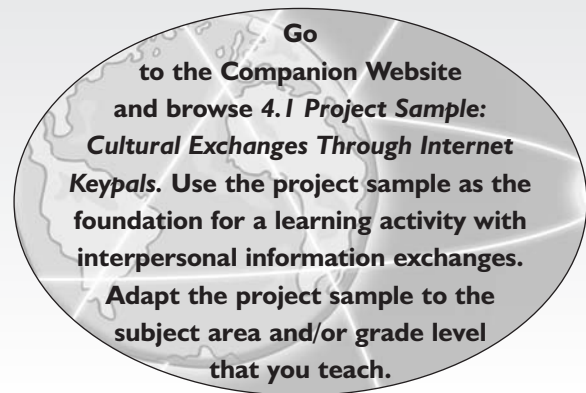 Go
to the Companion Website
and browse 4.1 Project Sample:
Cultural Exchanges Through Internet
Keypals. Use the project sample as the
foundation for a learning activity with
interpersonal information exchanges.
Adapt the project sample to the
subject area and/or grade level
that you teach.